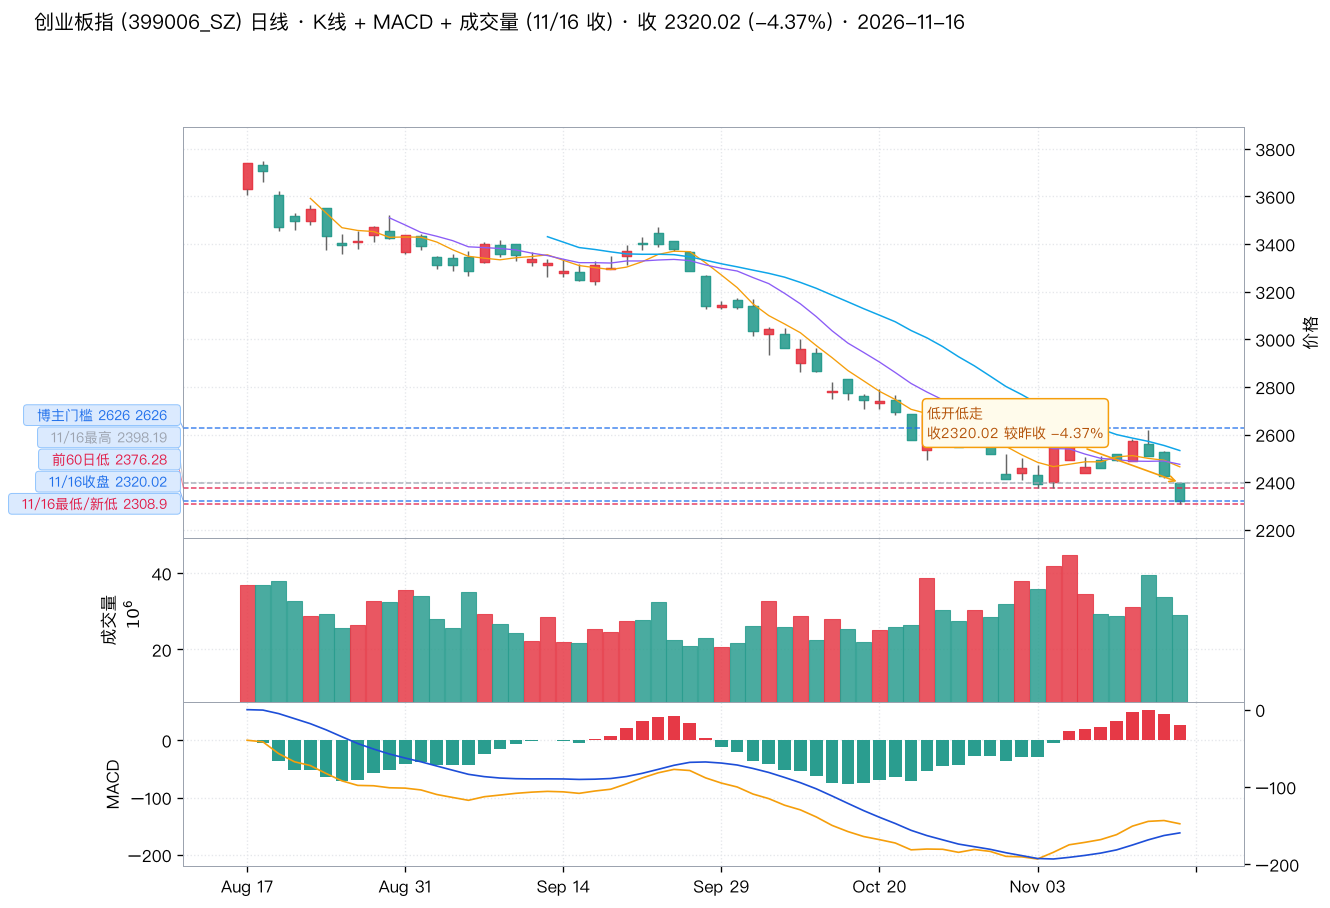 创业板指 (399006_SZ) 日线 · K线 + MACD + 成交量 (11/16 收) · 收 2320.02 (−4.37%) · 2026−11−16
3800
3600
3400
3200
3000
2800
2600
2400
2200
价格
博主门槛 2626 2626
11/16最高 2398.19
前60日低 2376.28
11/16收盘 2320.02
11/16最低/新低 2308.9
低开低走
收2320.02 较昨收 −4.37%
40
20
成交量
10⁶
0
−100
−200
MACD
0
−100
−200
Aug 17
Aug 31
Sep 14
Sep 29
Oct 20
Nov 03